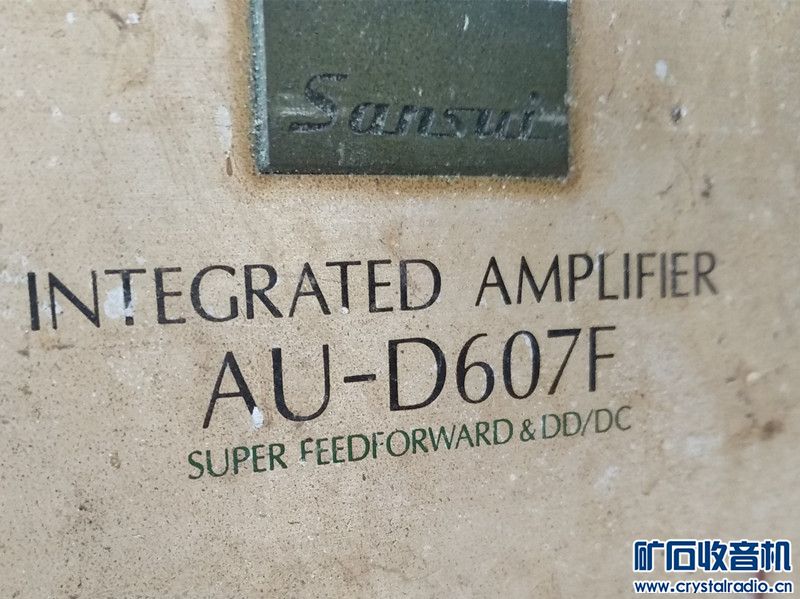 Sansui
INTEGRATED AMPLIFIER
AU-D607F
SUPER FEEDFORWARD & DD/DC
矿石收音机
www.crystalradio.cn